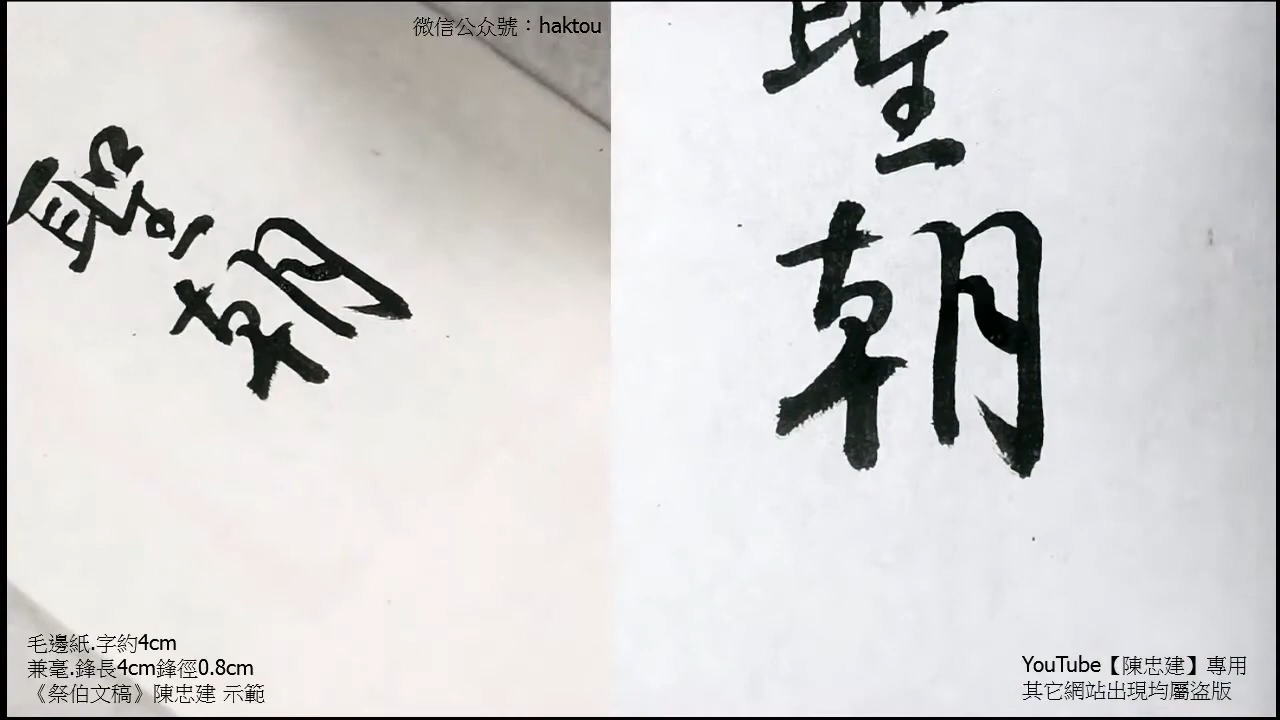 微信公众號：haktou
聖朝
聖朝
毛邊紙.字約4cm
兼毫.鋒長4cm鋒徑0.8cm
《祭伯文稿》陳忠建 示範
YouTube【陳忠建】專用
其它網站出現均屬盜版